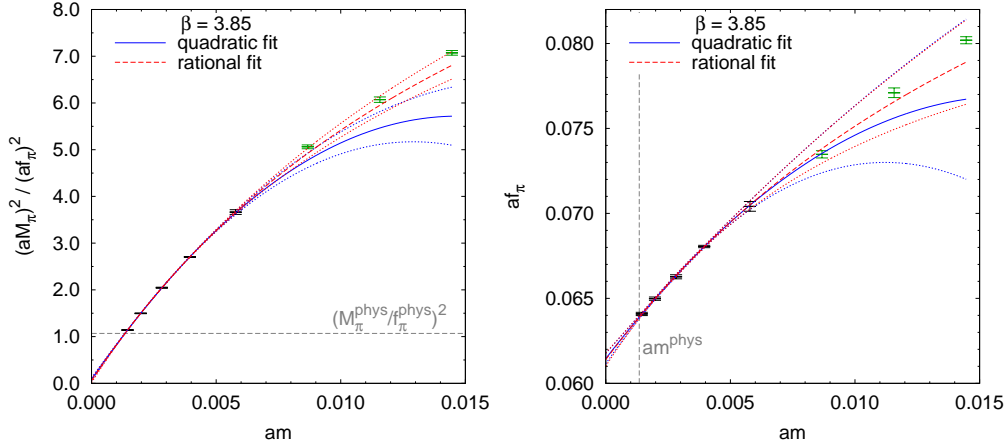 β = 3.85
quadratic fit
rational fit
8.0
7.0
6.0
5.0
4.0
3.0
2.0
1.0
0.0
(aM_π)^2 / (af_π)^2
(M_π^phys/f_π^phys)^2
0.000
0.005
0.010
0.015
am
β = 3.85
quadratic fit
rational fit
0.080
0.075
0.070
0.065
0.060
af_π
am^phys
0.000
0.005
0.010
0.015
am